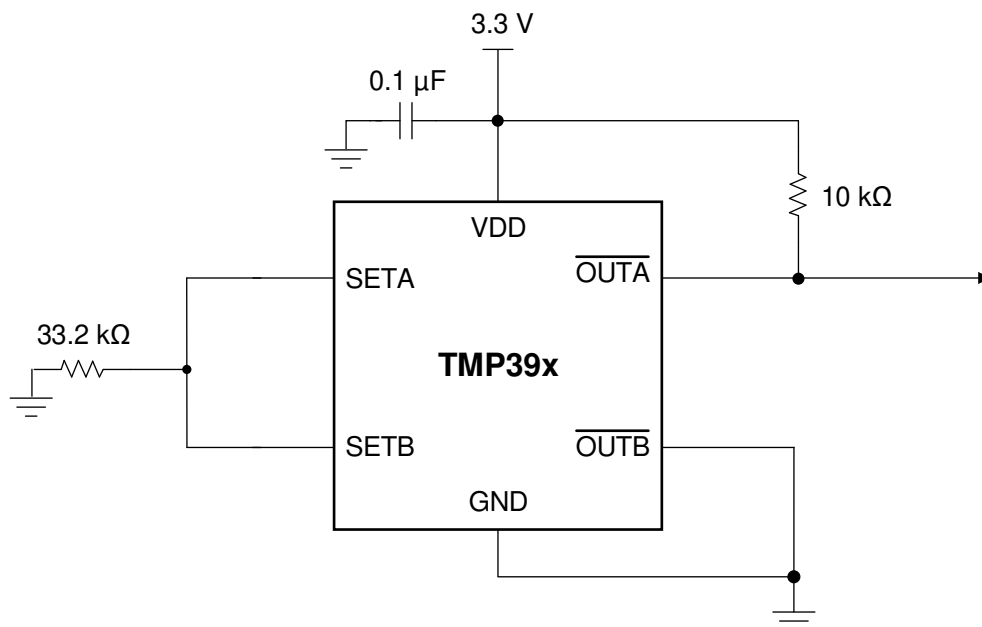 3.3 V
0.1 µF
10 kΩ
VDD
SETA
OUTA
33.2 kΩ
TMP39x
SETB
OUTB
GND